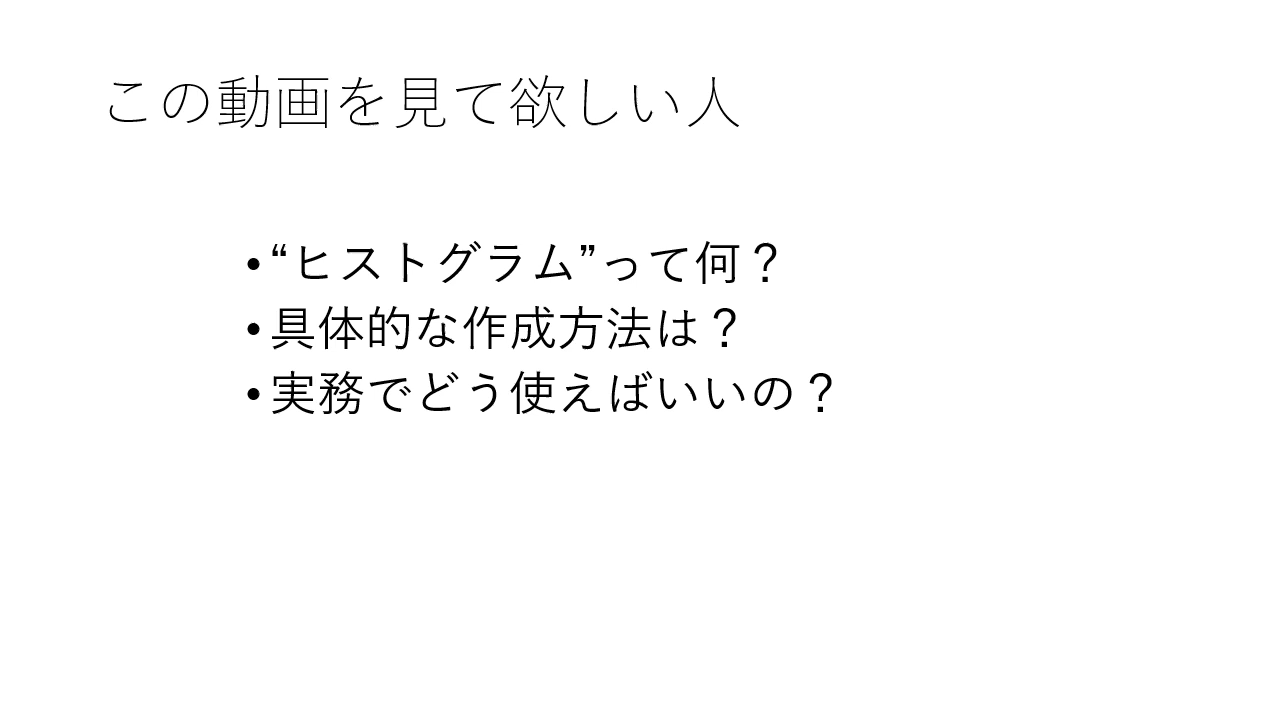 この動画を見て欲しい人
•“ヒストグラム”って何？
•具体的な作成方法は？
•実務でどう使えばいいの？